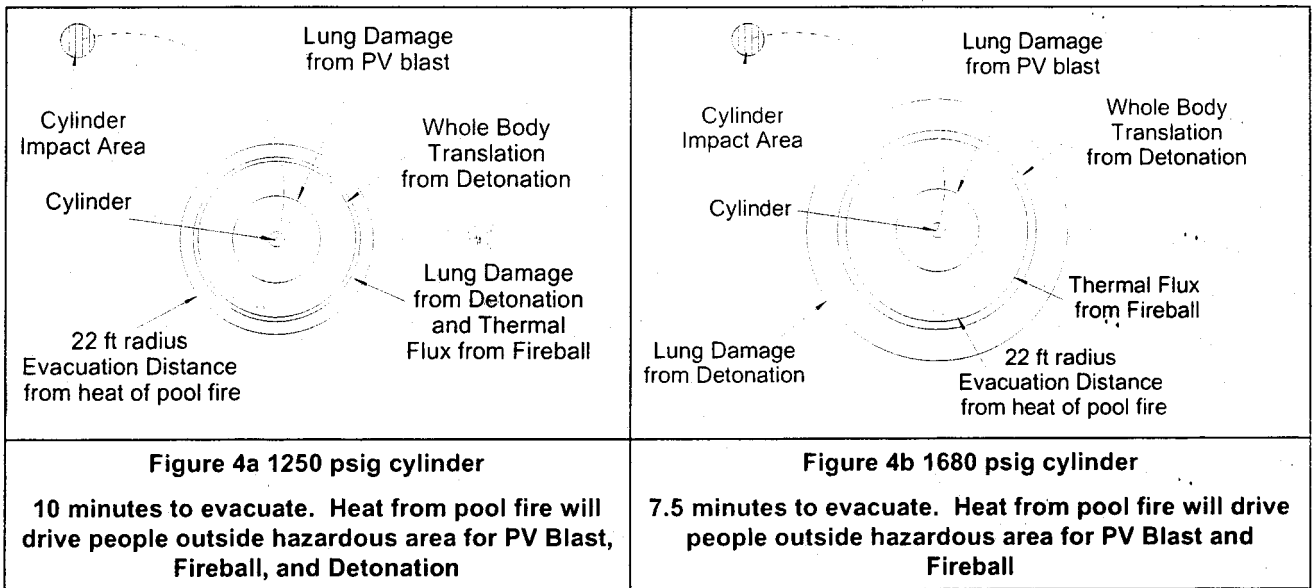 Lung Damage
from PV blast
Cylinder
Impact Area
Whole Body
Translation
from Detonation
Cylinder
Lung Damage
from Detonation
and Thermal
Flux from Fireball
22 ft radius
Evacuation Distance
from heat of pool fire
Figure 4a 1250 psig cylinder
10 minutes to evacuate. Heat from pool fire will
drive people outside hazardous area for PV Blast,
Fireball, and Detonation
Lung Damage
from PV blast
Cylinder
Impact Area
Whole Body
Translation
from Detonation
Cylinder
Thermal Flux
from Fireball
Lung Damage
from Detonation
22 ft radius
Evacuation Distance
from heat of pool fire
Figure 4b 1680 psig cylinder
7.5 minutes to evacuate. Heat from pool fire will drive
people outside hazardous area for PV Blast and
Fireball